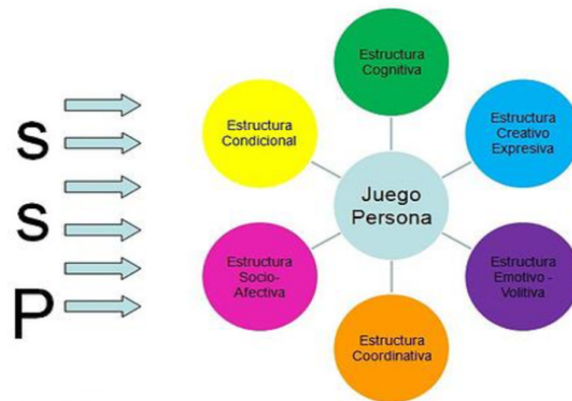 S
S
P
Estructura
Cognitiva
Estructura
Creativo
Expresiva
Estructura
Emotivo -
Volitiva
Estructura
Coordinativa
Estructura
Socio-
Afectiva
Estructura
Condicional
Juego
Persona